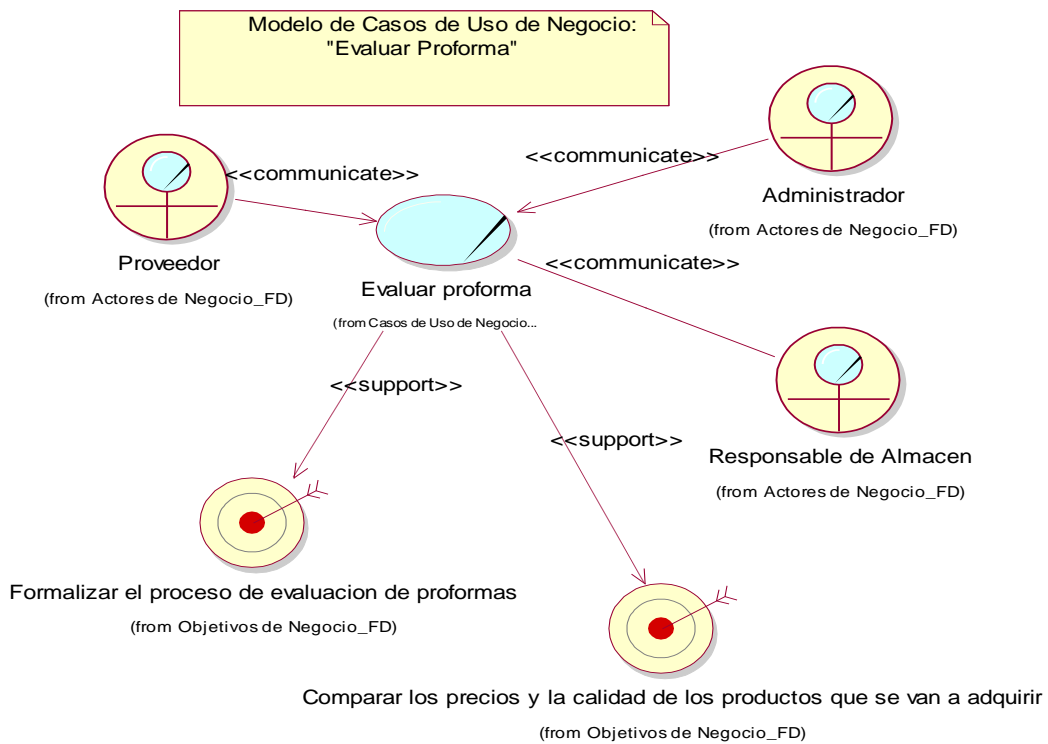 Modelo de Casos de Uso de Negocio:
"Evaluar Proforma"
<<communicate>>
<<communicate>>
Administrador
(from Actores de Negocio_FD)
Proveedor
(from Actores de Negocio_FD)
<<communicate>>
Evaluar proforma
(from Casos de Uso de Negocio...
<<support>>
<<support>>
Responsable de Almacen
(from Actores de Negocio_FD)
Formalizar el proceso de evaluacion de proformas
(from Objetivos de Negocio_FD)
Comparar los precios y la calidad de los productos que se van a adquirir
(from Objetivos de Negocio_FD)